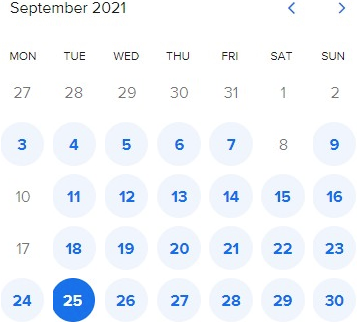 September 2021
MON TUE WED THU FRI SAT SUN
27 28 29 30 31 1 2
3 4 5 6 7 8 9
10 11 12 13 14 15 16
17 18 19 20 21 22 23
24 25 26 27 28 29 30